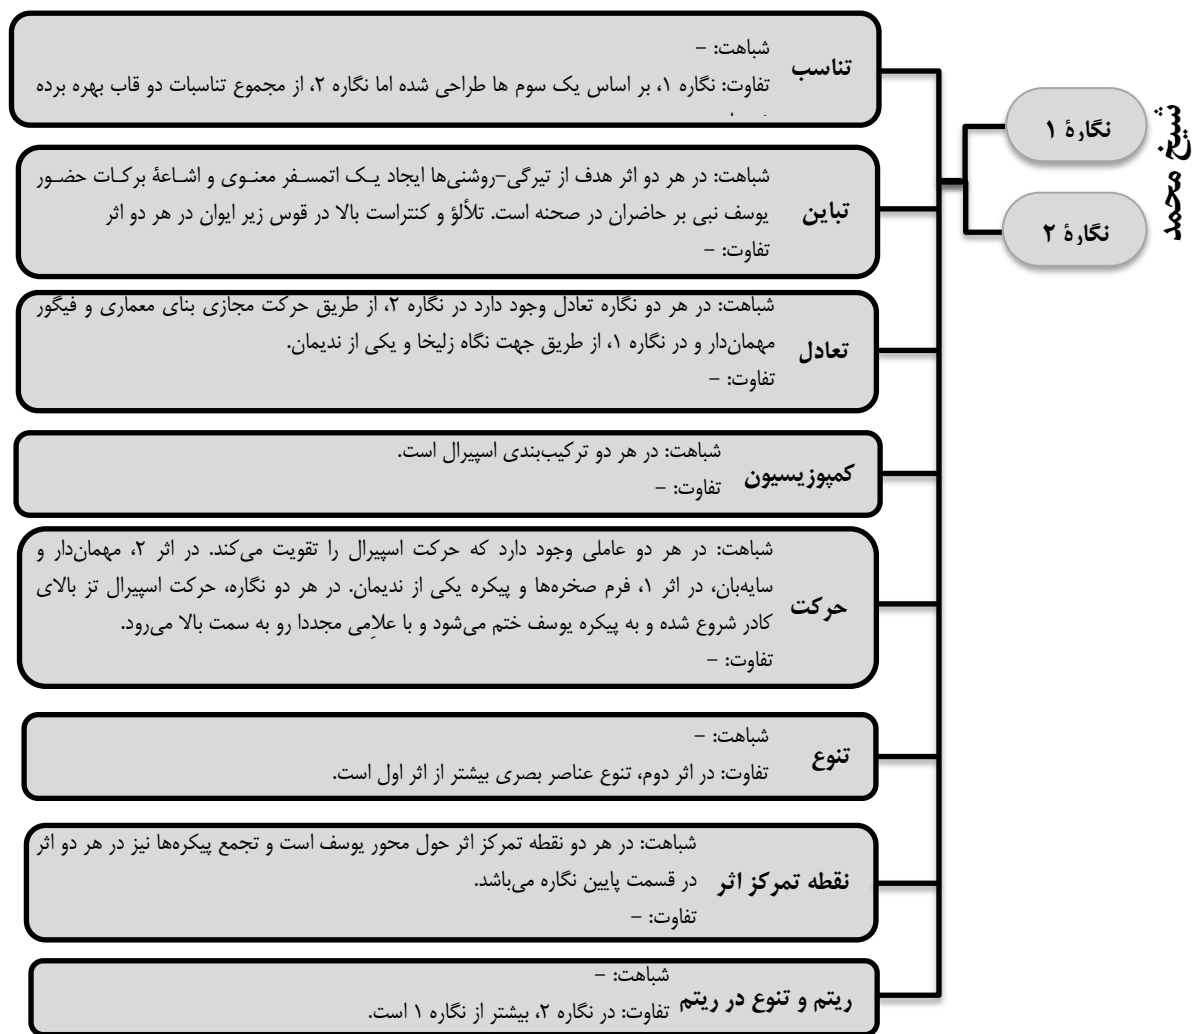 شیخ محمد
نگارهٔ ۱
نگارهٔ ۲
تناسب
شباهت: –
تفاوت: نگاره ۱، بر اساس یک سوم ها طراحی شده اما نگاره ۲، از مجموع تناسبات دو قاب بهره برده
تباین
شباهت: در هر دو اثر هدف از تیرگی-روشنی‌ها ایجاد یک اتمسفر معنوی و اشاعهٔ برکات حضور
یوسف نبی بر حاضران در صحنه است. تلألؤ و کنتراست بالا در قوس زیر ایوان در هر دو اثر
تفاوت: –
تعادل
شباهت: در هر دو نگاره تعادل وجود دارد در نگاره ۲، از طریق حرکت مجازی بنای معماری و فیگور
مهمان‌دار و در نگاره ۱، از طریق جهت نگاه زلیخا و یکی از ندیمان.
تفاوت: –
کمپوزیسیون
شباهت: در هر دو ترکیب‌بندی اسپیرال است.
تفاوت: –
حرکت
شباهت: در هر دو عاملی وجود دارد که حرکت اسپیرال را تقویت می‌کند. در اثر ۲، مهمان‌دار و
سایه‌بان، در اثر ۱، فرم صخره‌ها و پیکره یکی از ندیمان. در هر دو نگاره، حرکت اسپیرال تز بالای
کادر شروع شده و به پیکره یوسف ختم می‌شود و با علاِمی مجددا رو به سمت بالا می‌رود.
تفاوت: –
تنوع
شباهت: –
تفاوت: در اثر دوم، تنوع عناصر بصری بیشتر از اثر اول است.
نقطه تمرکز اثر
شباهت: در هر دو نقطه تمرکز اثر حول محور یوسف است و تجمع پیکره‌ها نیز در هر دو اثر
در قسمت پایین نگاره می‌باشد.
تفاوت: –
ریتم و تنوع در ریتم
شباهت: –
تفاوت: در نگاره ۲، بیشتر از نگاره ۱ است.